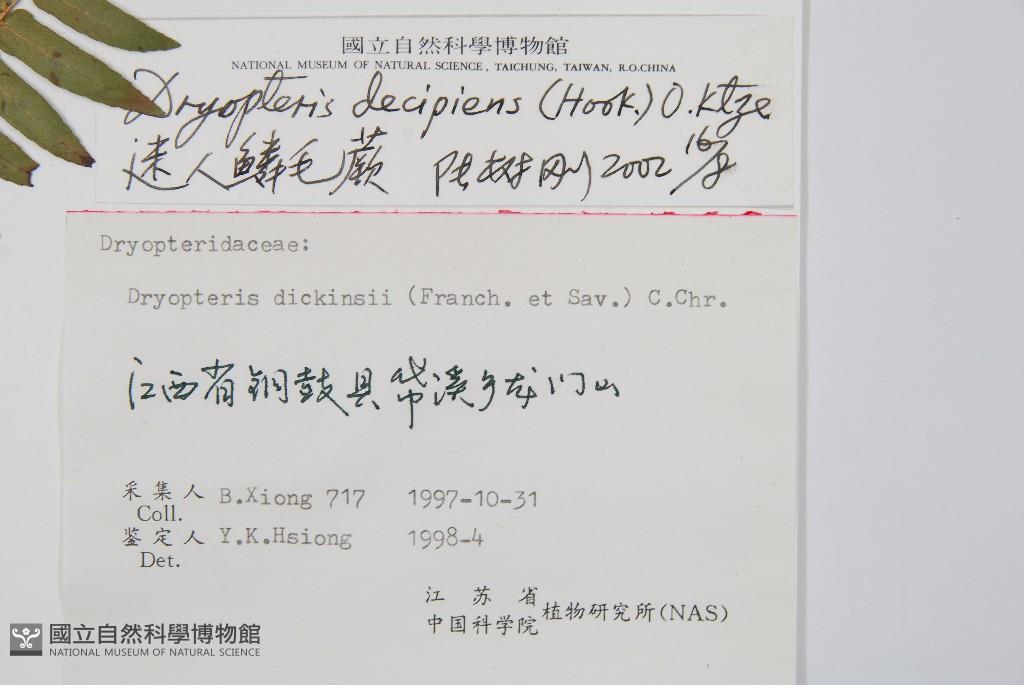 國立自然科學博物館
NATIONAL MUSEUM OF NATURAL SCIENCE, TAICHUNG, TAIWAN, R.O.CHINA
Dryopteris decipiens (Hook.) O.Ktze.
迷人鳞毛蕨 陆树刚 2002
Dryopteridaceae:
Dryopteris dickinsii (Franch. et Sav.) C.Chr.
江西省铜鼓县带溪乡龙门山
采集人 B.Xiong 717 1997-10-31
Coll.
鉴定人 Y.K.Hsiong 1998-4
Det.
江苏省
中国科学院 植物研究所(NAS)
國立自然科學博物館
NATIONAL MUSEUM OF NATURAL SCIENCE